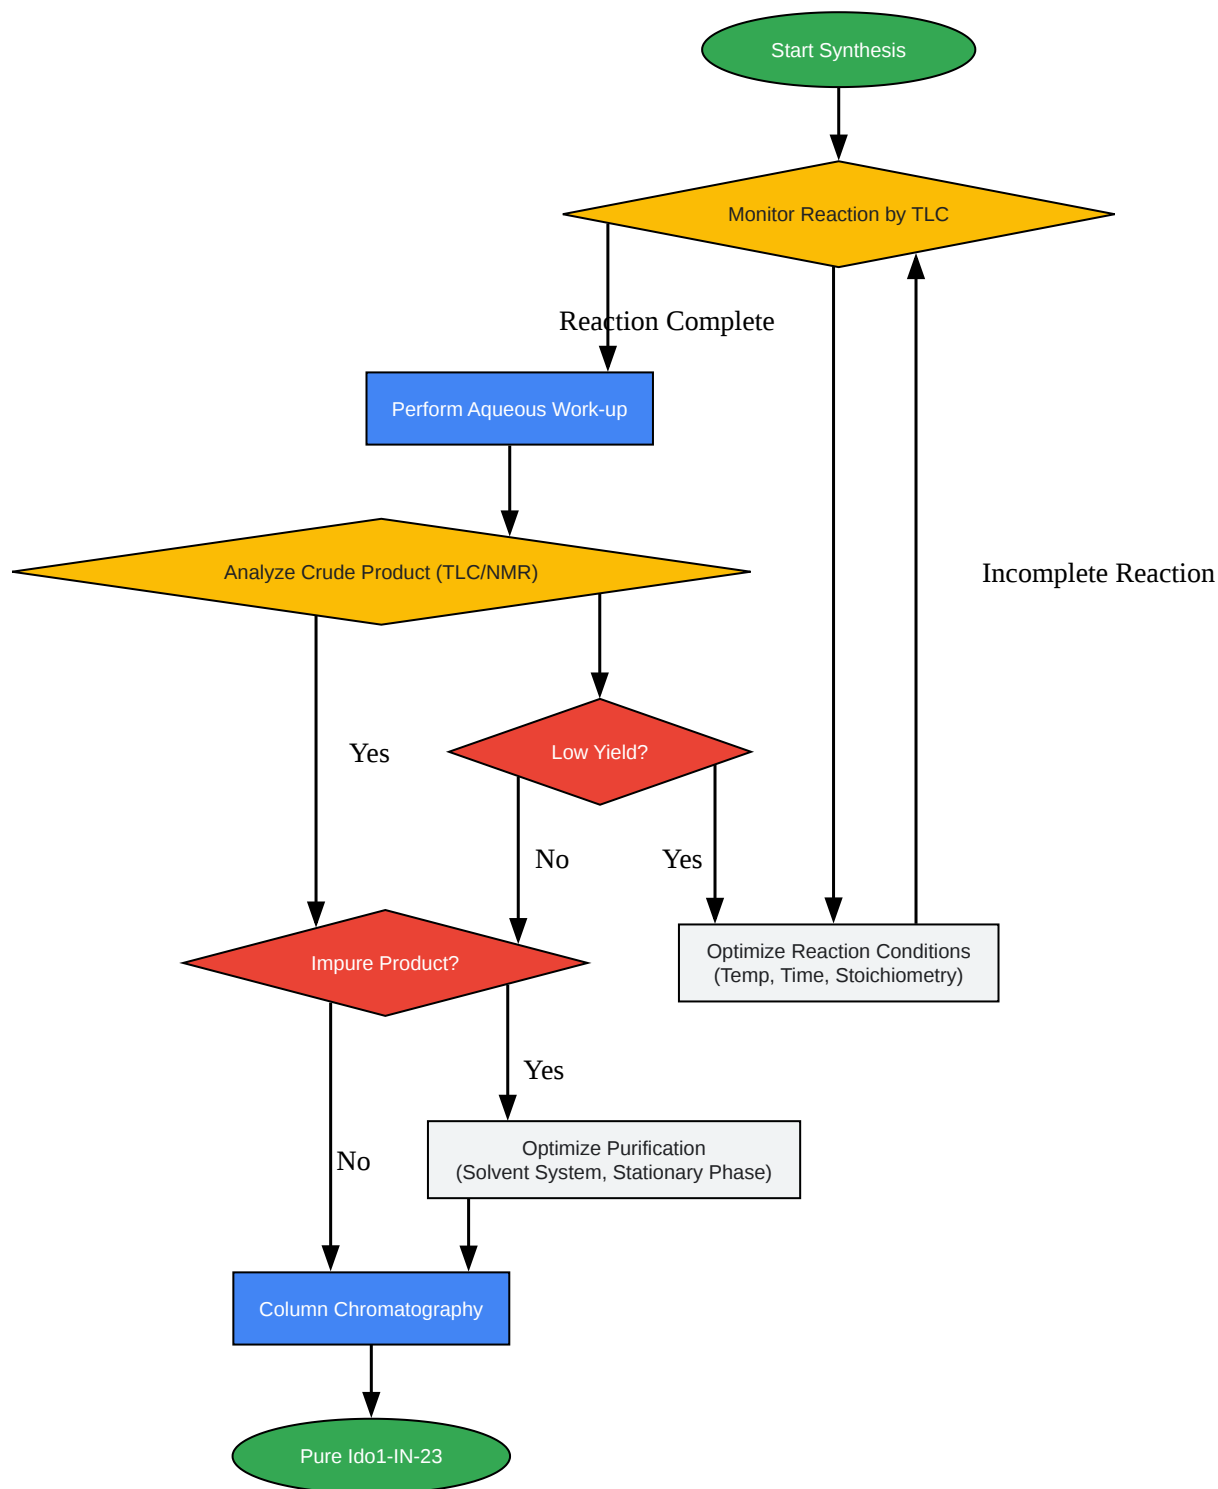 Start Synthesis
Monitor Reaction by TLC
Reaction Complete
Perform Aqueous Work-up
Incomplete Reaction
Analyze Crude Product (TLC/NMR)
Yes
Low Yield?
No
Yes
Impure Product?
Optimize Reaction Conditions
(Temp, Time, Stoichiometry)
Yes
No
Optimize Purification
(Solvent System, Stationary Phase)
Column Chromatography
Pure Ido1-IN-23